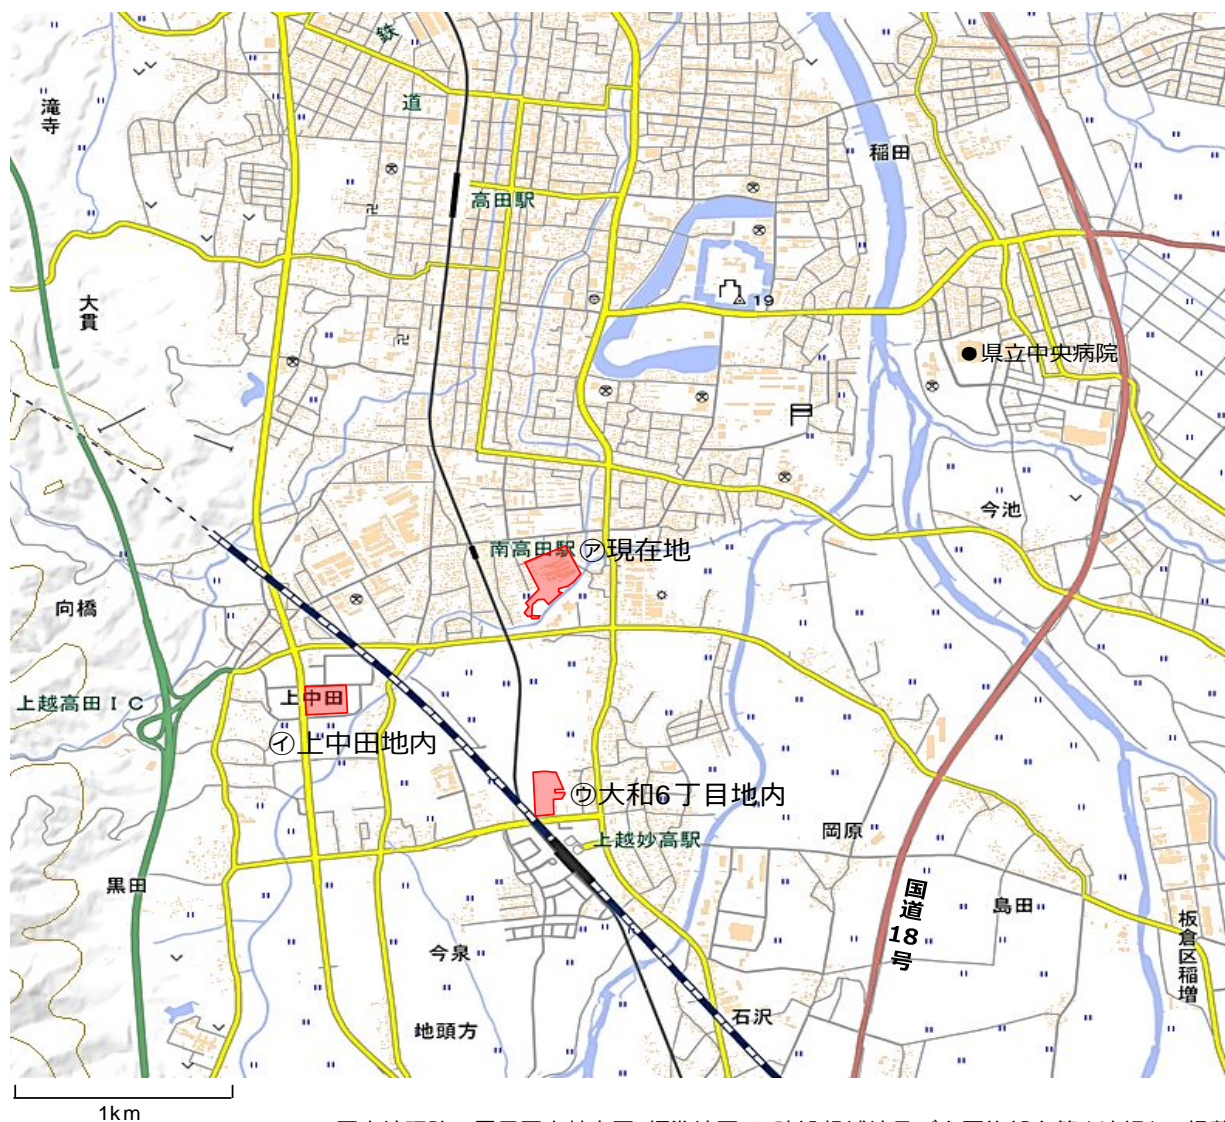 鉄
道
滝寺
稲田
高田駅
大貫
19
●県立中央病院
今池
南高田駅
㋐現在地
向橋
上越高田ＩＣ
上中田
㋑上中田地内
㋒大和6丁目地内
上越妙高駅
岡原
黒田
国道18号
島田
板倉区稲増
今泉
石沢
地頭方
1km